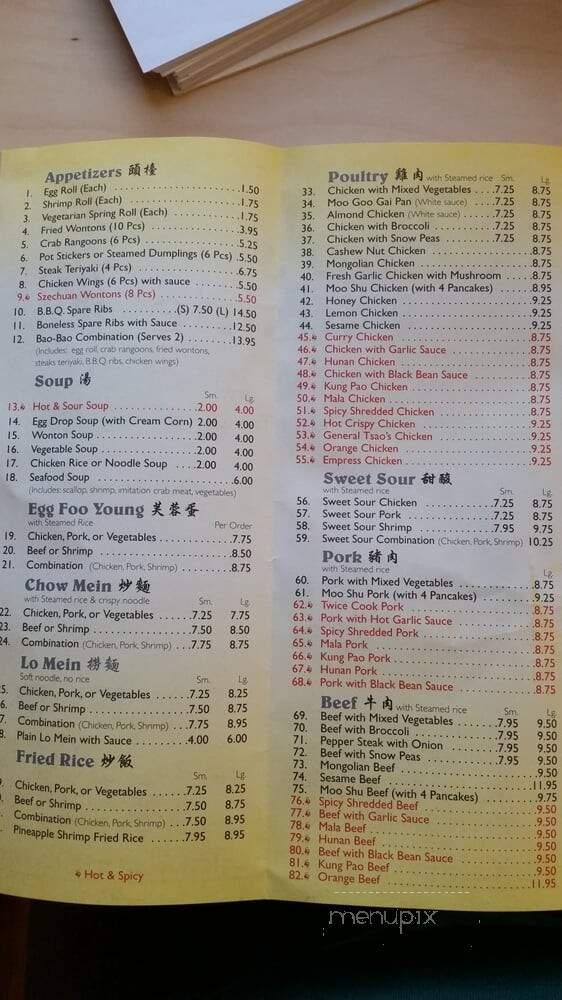 Appetizers 頭檯
1. Egg Roll (Each) 1.50
2. Shrimp Roll (Each) 1.75
3. Vegetarian Spring Roll (Each) 1.75
4. Fried Wontons (10 Pcs) 3.95
5. Crab Rangoons (6 Pcs) 5.25
6. Pot Stickers or Steamed Dumplings (6 Pcs) 5.50
7. Steak Teriyaki (4 Pcs) 6.75
8. Chicken Wings (6 Pcs) with sauce 5.50
9. Szechuan Wontons (8 Pcs) 5.50
10. B.B.Q. Spare Ribs (S) 7.50 (L) 14.50
11. Boneless Spare Ribs with Sauce 12.50
12. Bao-Bao Combination (Serves 2) 13.95
(Includes: egg roll, crab rangoons, fried wontons,
steaks teriyaki, B.B.Q ribs, chicken wings)
Soup 湯
Sm. Lg.
13. Hot & Sour Soup 2.00 4.00
14. Egg Drop Soup (with Cream Corn) 2.00 4.00
15. Wonton Soup 2.00 4.00
16. Vegetable Soup 2.00 4.00
17. Chicken Rice or Noodle Soup 2.00 4.00
18. Seafood Soup 6.00
(Includes: scallop, shrimp, imitation crab meat, vegetables)
Egg Foo Young 芙蓉蛋
with Steamed Rice Per Order
19. Chicken, Pork, or Vegetables 7.75
20. Beef or Shrimp 8.50
21. Combination (Chicken, Pork, Shrimp) 8.75
Chow Mein 炒麵
with Steamed rice & crispy noodle Sm. Lg.
22. Chicken, Pork, or Vegetables 7.25 7.75
23. Beef or Shrimp 7.50 8.50
24. Combination (Chicken, Pork, Shrimp) 7.75 8.75
Lo Mein 撈麵
Soft noodle, no rice Sm. Lg.
5. Chicken, Pork, or Vegetables 7.25 8.25
6. Beef or Shrimp 7.50 8.75
7. Combination (Chicken, Pork, Shrimp) 7.75 8.95
8. Plain Lo Mein with Sauce 4.00 6.00
Fried Rice 炒飯
Sm. Lg.
Chicken, Pork, or Vegetables 7.25 8.25
Beef or Shrimp 7.50 8.75
Combination (Chicken, Pork, Shrimp) 7.50 8.95
Pineapple Shrimp Fried Rice 7.95 8.95
Hot & Spicy
Poultry 雞肉 with Steamed rice Sm. Lg.
33. Chicken with Mixed Vegetables 7.25 8.75
34. Moo Goo Gai Pan (White sauce) 7.25 8.75
35. Almond Chicken (White sauce) 7.25 8.75
36. Chicken with Broccoli 7.25 8.75
37. Chicken with Snow Peas 7.25 8.75
38. Cashew Nut Chicken 8.75
39. Mongolian Chicken 8.75
40. Fresh Garlic Chicken with Mushroom 8.75
41. Moo Shu Chicken (with 4 Pancakes) 8.95
42. Honey Chicken 9.25
43. Lemon Chicken 9.25
44. Sesame Chicken 9.25
45. Curry Chicken 8.75
46. Chicken with Garlic Sauce 8.75
47. Hunan Chicken 8.75
48. Chicken with Black Bean Sauce 8.75
49. Kung Pao Chicken 8.75
50. Mala Chicken 8.75
51. Spicy Shredded Chicken 8.75
52. Hot Crispy Chicken 9.25
53. General Tsao's Chicken 9.25
54. Orange Chicken 9.25
55. Empress Chicken 9.25
Sweet Sour 甜酸
with Steamed rice Sm. Lg.
56. Sweet Sour Chicken 7.25 8.75
57. Sweet Sour Pork 7.25 8.75
58. Sweet Sour Shrimp 7.95 9.75
59. Sweet Sour Combination (Chicken, Pork, Shrimp) 10.25
Pork 豬肉
with Steamed rice Lg.
60. Pork with Mixed Vegetables 8.75
61. Moo Shu Pork (with 4 Pancakes) 9.25
62. Twice Cook Pork 8.75
63. Pork with Hot Garlic Sauce 8.75
64. Spicy Shredded Pork 8.75
65. Mala Pork 8.75
66. Kung Pao Pork 8.75
67. Hunan Pork 8.75
68. Pork with Black Bean Sauce 8.75
Beef 牛肉 with Steamed rice Sm. Lg.
69. Beef with Mixed Vegetables 7.95 9.50
70. Beef with Broccoli 7.95 9.50
71. Pepper Steak with Onion 7.95 9.50
72. Beef with Snow Peas 7.95 9.50
73. Mongolian Beef 9.50
74. Sesame Beef 11.95
75. Moo Shu Beef (with 4 Pancakes) 9.75
76. Spicy Shredded Beef 9.50
77. Beef with Garlic Sauce 9.50
78. Mala Beef 9.50
79. Hunan Beef 9.50
80. Beef with Black Bean Sauce 9.50
81. Kung Pao Beef 9.50
82. Orange Beef 11.95
menupix